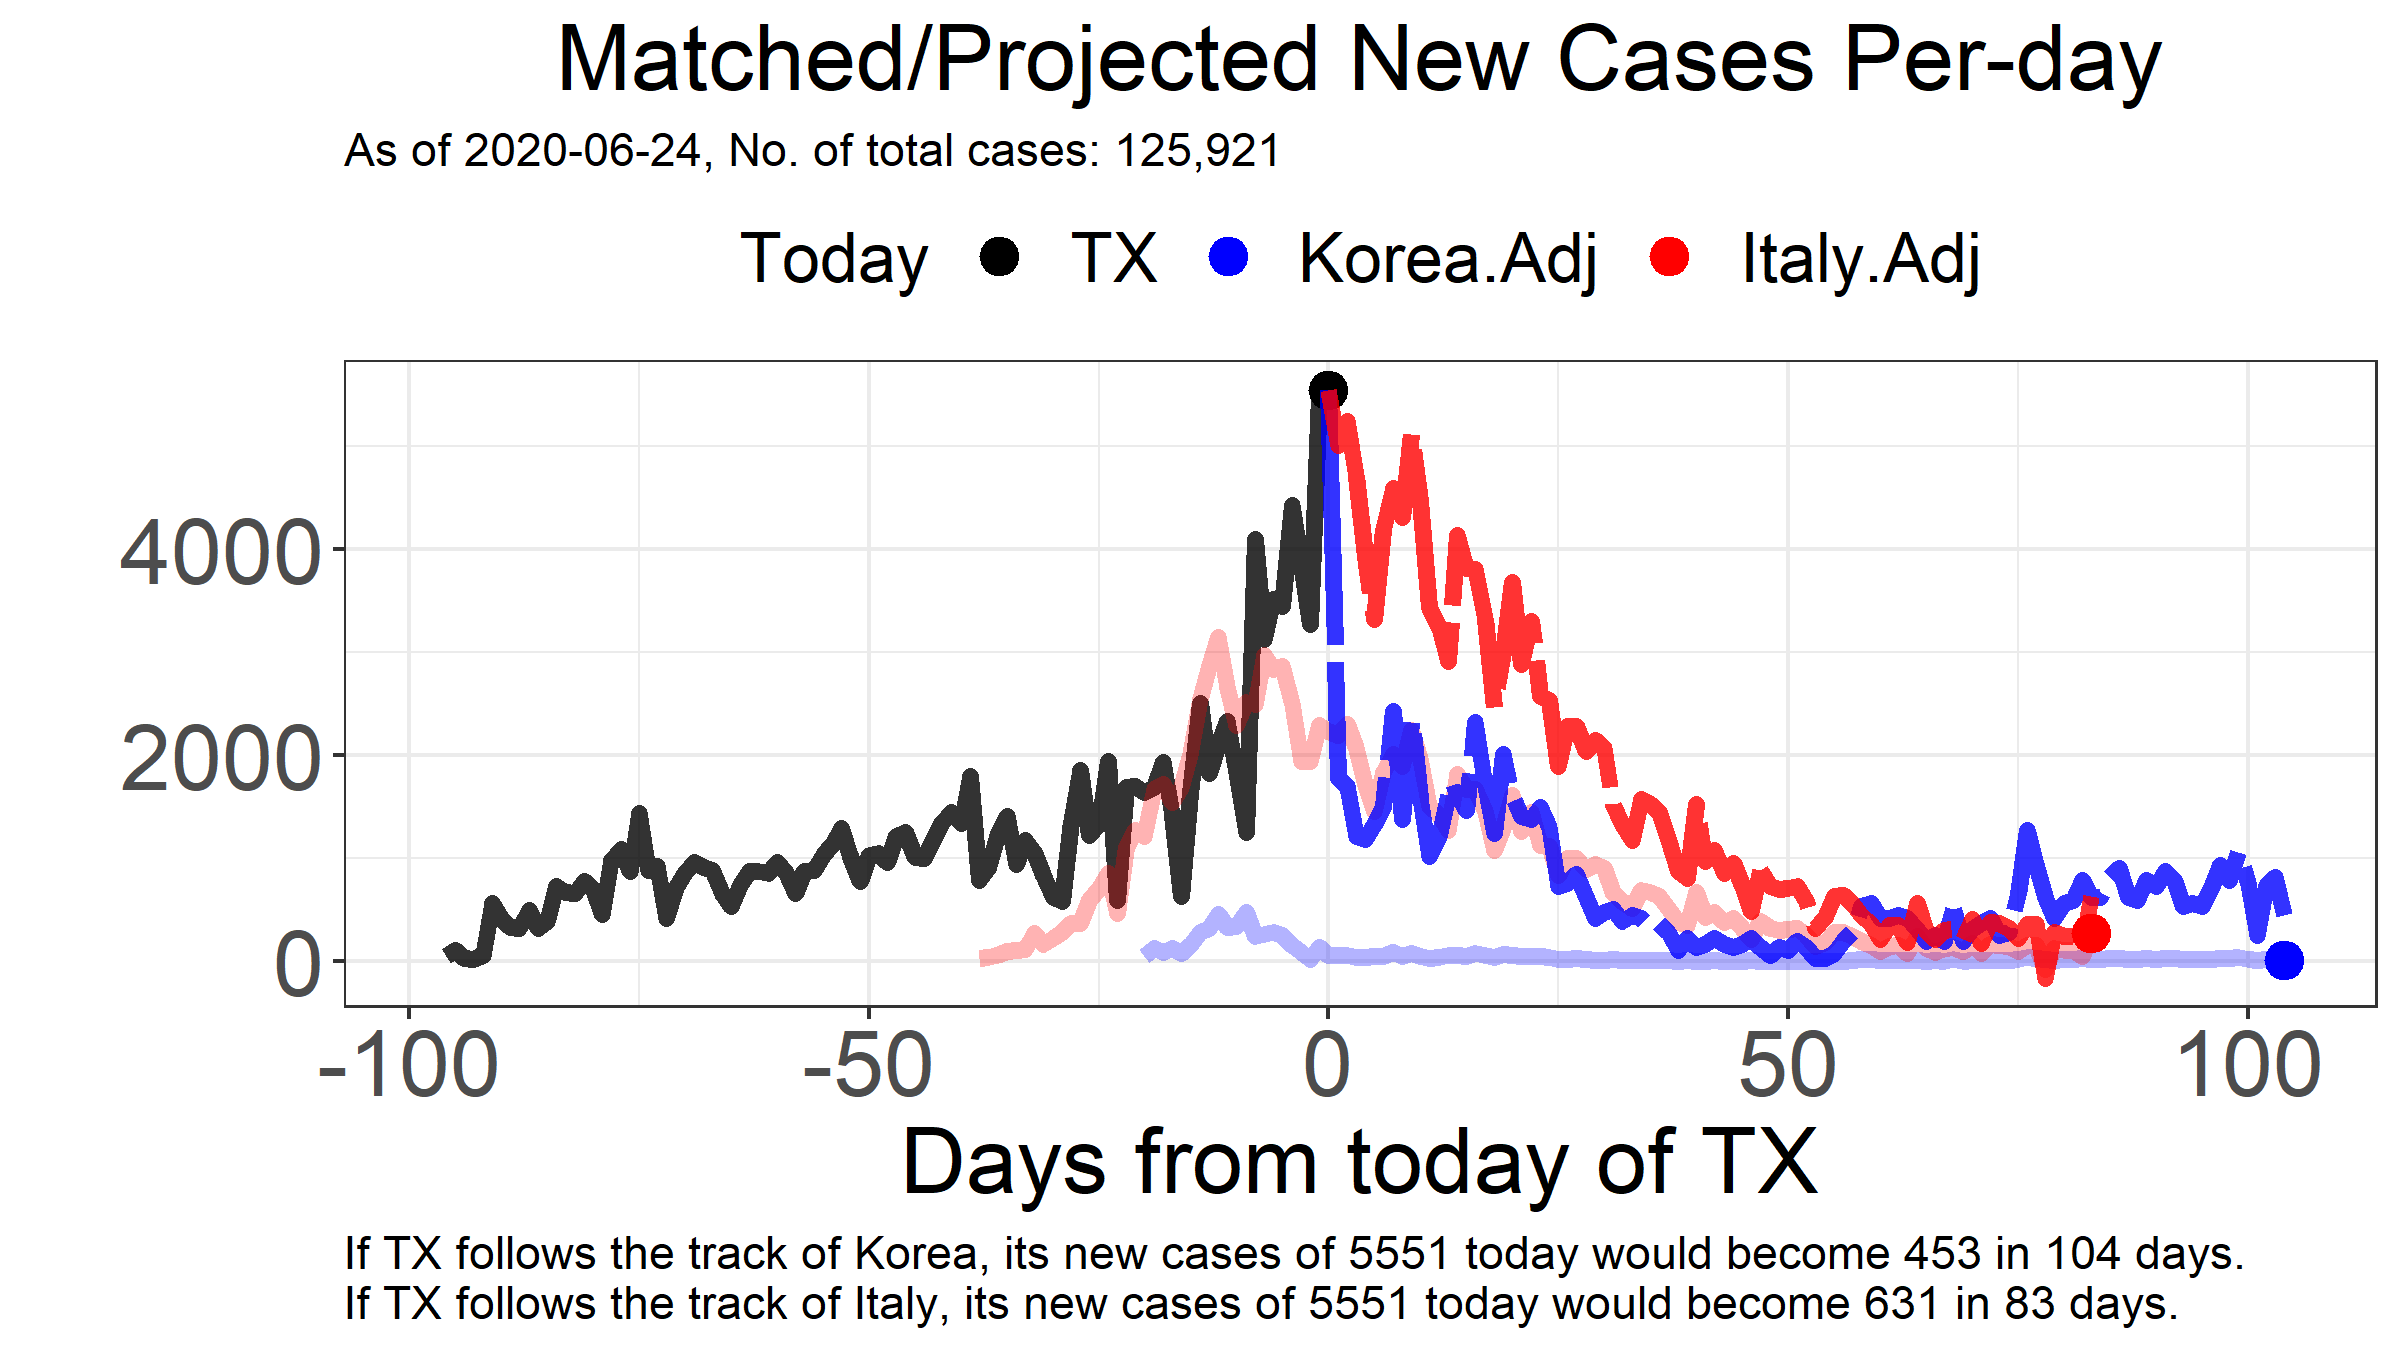 Matched/Projected New Cases Per-day
As of 2020-06-24, No. of total cases: 125,921
Today TX Korea.Adj Italy.Adj
4000
2000
0
-100 -50 0 50 100
Days from today of TX
If TX follows the track of Korea, its new cases of 5551 today would become 453 in 104 days.
If TX follows the track of Italy, its new cases of 5551 today would become 631 in 83 days.